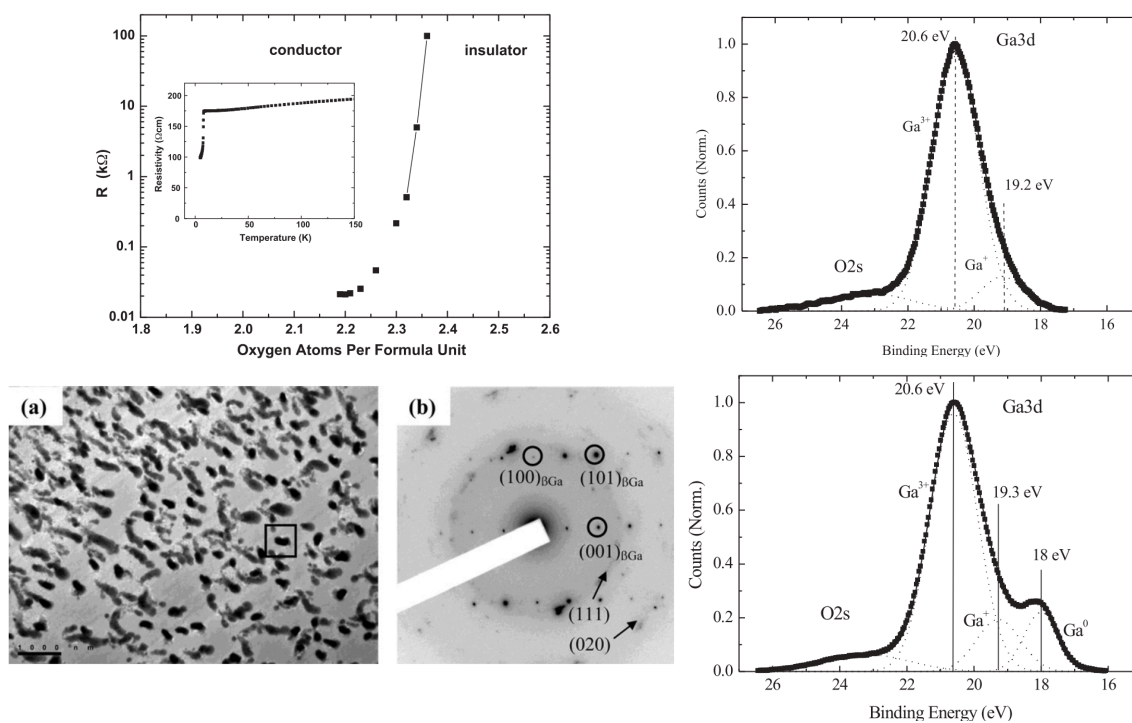 conductor insulator
R (kΩ)
100
10
1
0.1
0.01
1.8 1.9 2.0 2.1 2.2 2.3 2.4 2.5 2.6
Oxygen Atoms Per Formula Unit
Resistivity (Ωcm)
200
175
150
125
100
75
50
25
0
0 50 100 150
Temperature (K)
20.6 eV Ga3d
Ga³⁺
19.2 eV
Ga⁺
O2s
Counts (Norm.)
1.0
0.8
0.6
0.4
0.2
0.0
26 24 22 20 18 16
Binding Energy (eV)
(a)
1000 nm
(b)
(100)βGa (101)βGa
(001)βGa
(111)
(020)
20.6 eV Ga3d
Ga³⁺
19.3 eV
18 eV
O2s
Ga⁺
Ga⁰
Counts (Norm.)
1.0
0.8
0.6
0.4
0.2
0.0
26 24 22 20 18 16
Binding Energy (eV)